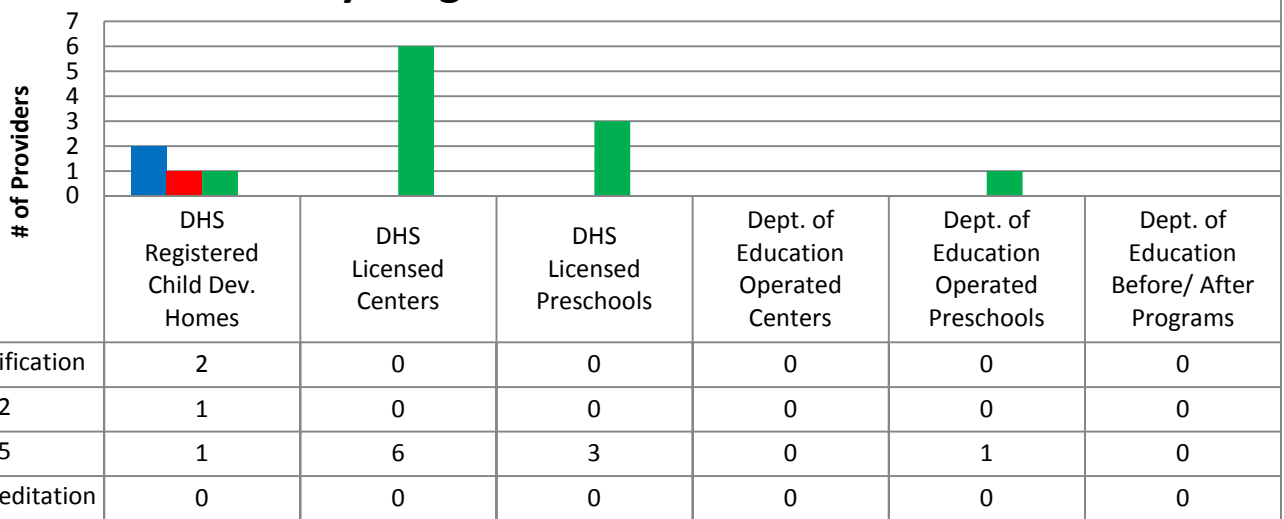 7
6
5
4
3
2
1
0
# of Providers
DHS
Registered
Child Dev.
Homes
DHS
Licensed
Centers
DHS
Licensed
Preschools
Dept. of
Education
Operated
Centers
Dept. of
Education
Operated
Preschools
Dept. of
Education
Before/ After
Programs
ification 2 0 0 0 0 0
2 1 0 0 0 0 0
5 1 6 3 0 1 0
editation 0 0 0 0 0 0